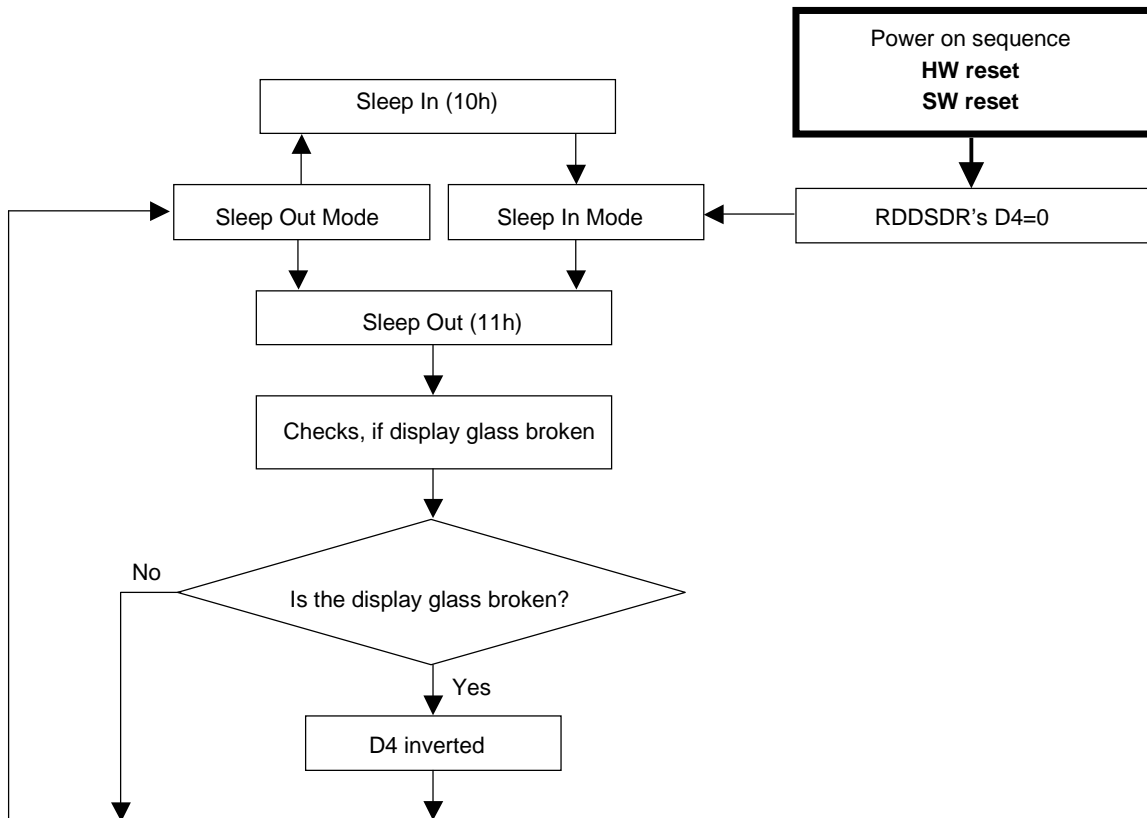 Power on sequence
HW reset
SW reset
Sleep In (10h)
Sleep Out Mode
Sleep In Mode
RDDSDR's D4=0
Sleep Out (11h)
Checks, if display glass broken
No
Is the display glass broken?
Yes
D4 inverted